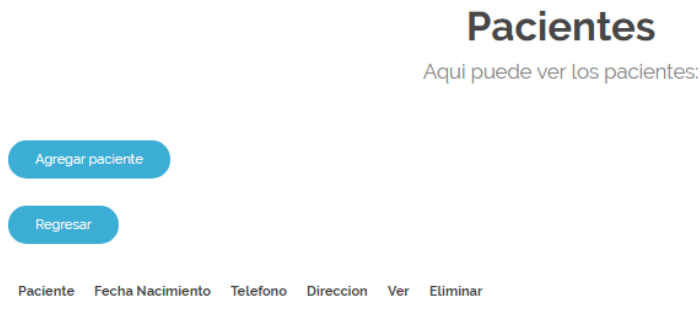 Pacientes
Aqui puede ver los pacientes:
Agregar paciente
Regresar
Paciente Fecha Nacimiento Telefono Direccion Ver Eliminar